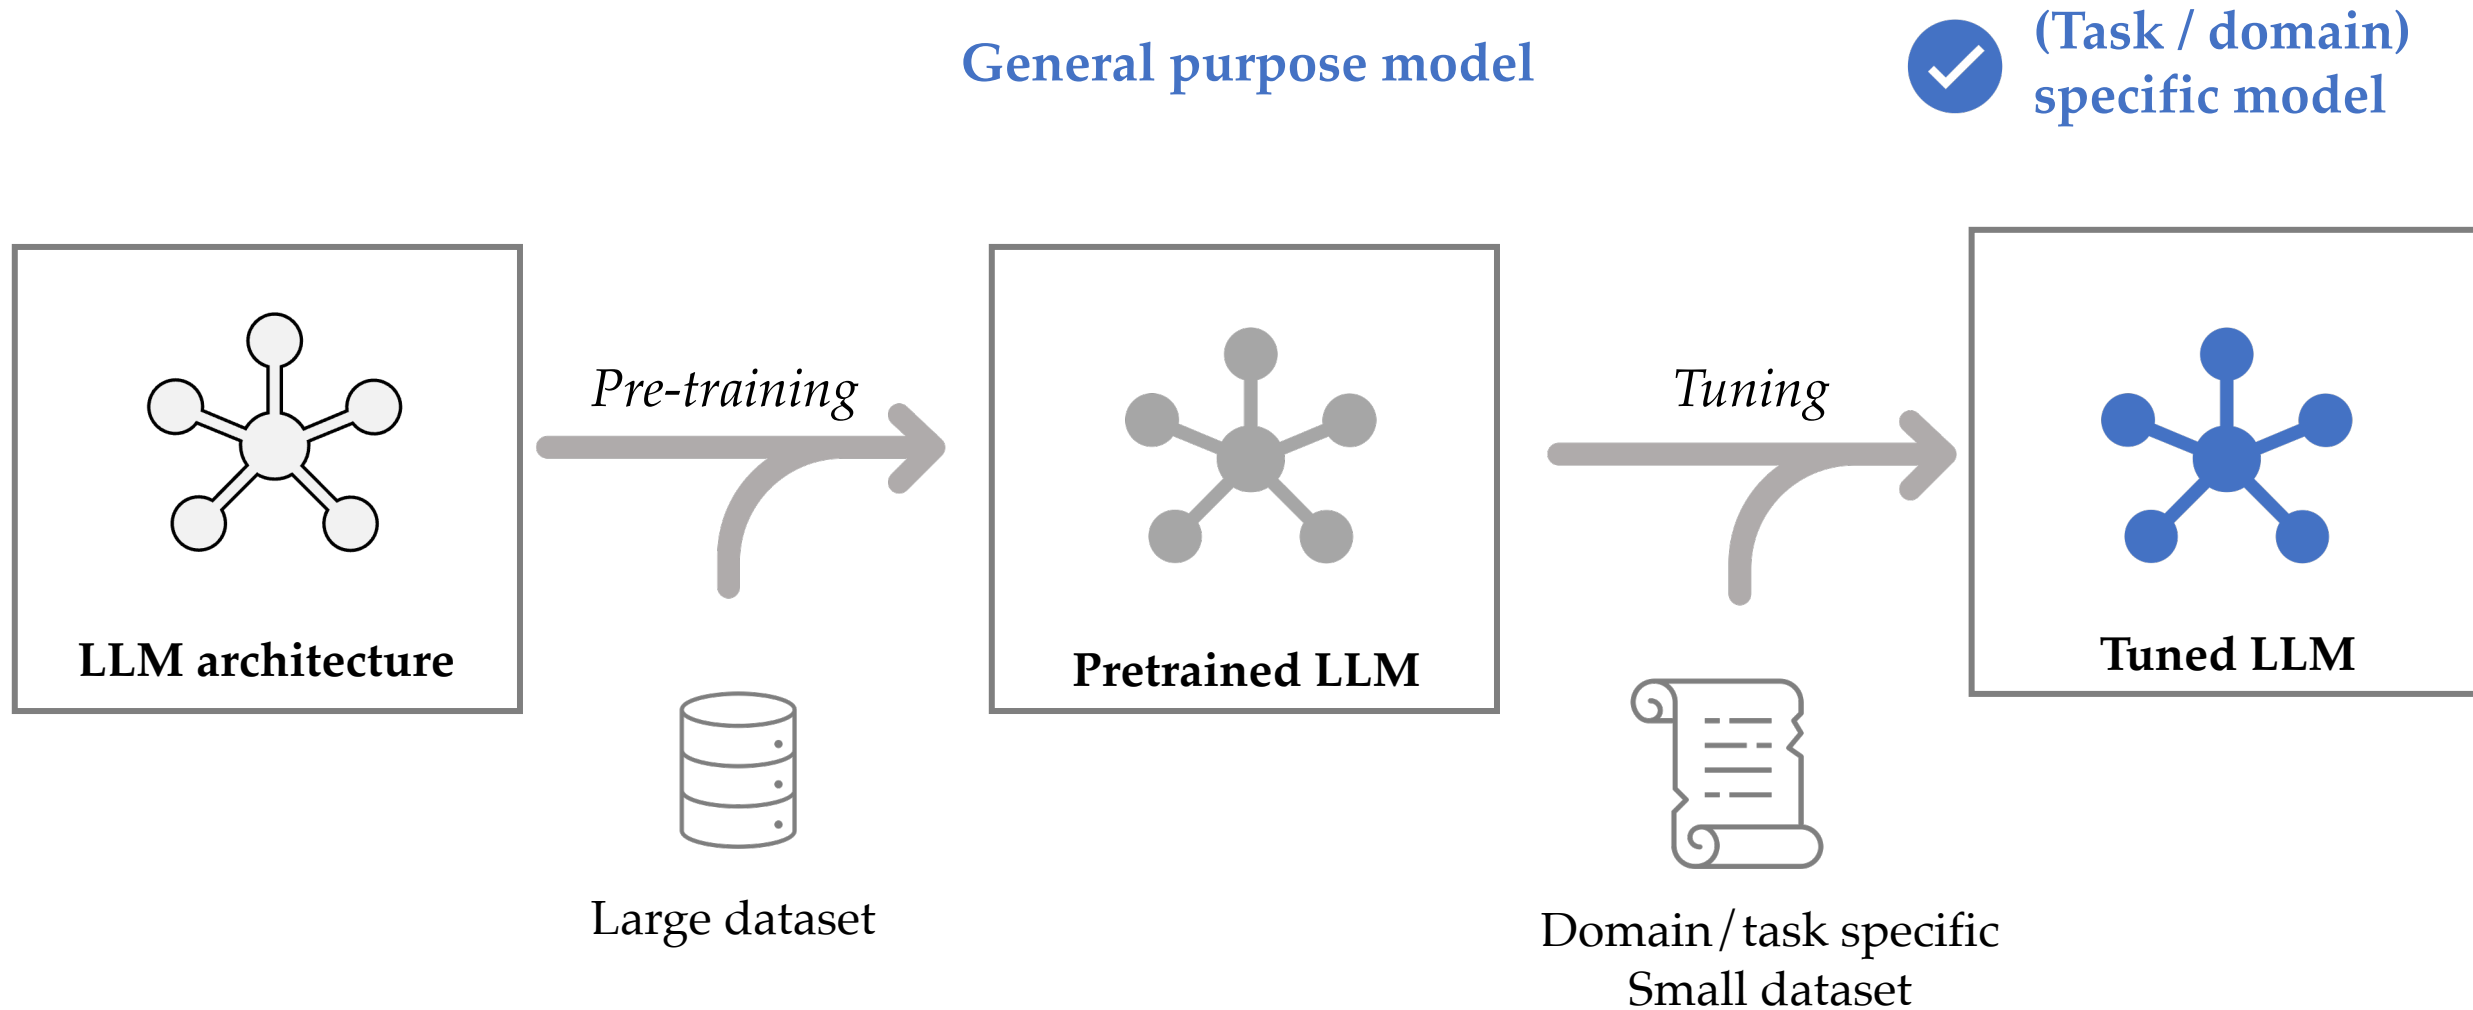 General purpose model
(Task / domain)
specific model
Pre-training
Tuning
LLM architecture
Pretrained LLM
Tuned LLM
Large dataset
Domain/task specific
Small dataset